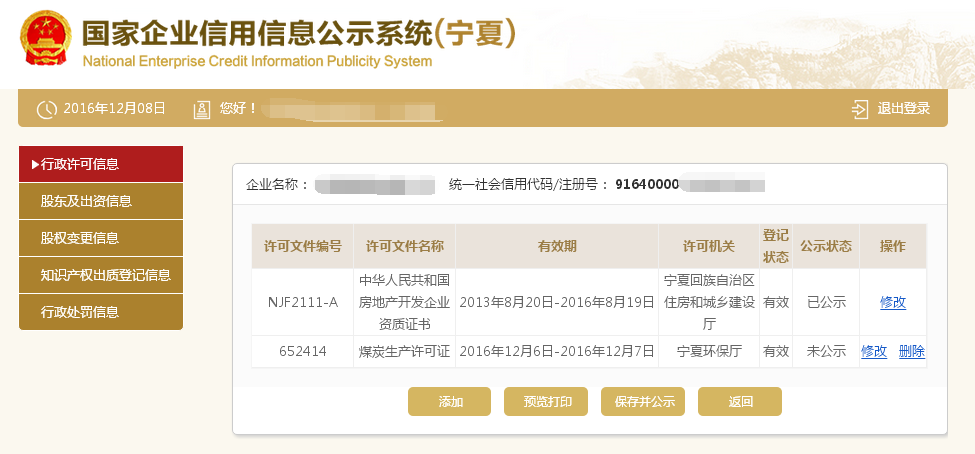 国家企业信用信息公示系统(宁夏)
National Enterprise Credit Information Publicity System
2016年12月08日 您好！ 退出登录
行政许可信息
股东及出资信息
股权变更信息
知识产权出质登记信息
行政处罚信息
企业名称： 统一社会信用代码/注册号： 91640000
许可文件编号 许可文件名称 有效期 许可机关 登记状态 公示状态 操作
NJF2111-A 中华人民共和国房地产开发企业资质证书 2013年8月20日-2016年8月19日 宁夏回族自治区住房和城乡建设厅 有效 已公示 修改
652414 煤炭生产许可证 2016年12月6日-2016年12月7日 宁夏环保厅 有效 未公示 修改 删除
添加 预览打印 保存并公示 返回